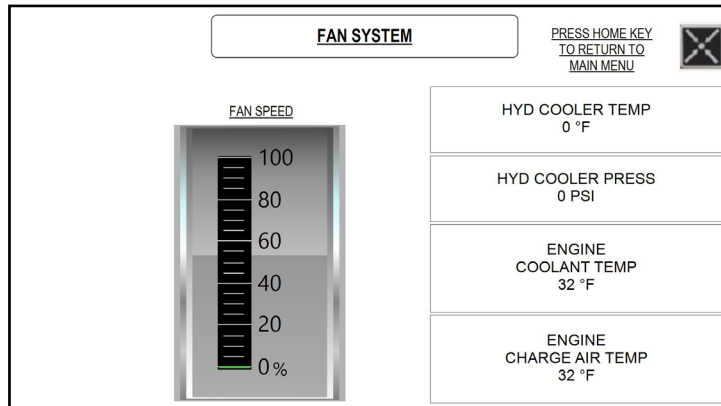 FAN SYSTEM
PRESS HOME KEY
TO RETURN TO
MAIN MENU
FAN SPEED
100
80
60
40
20
0%
HYD COOLER TEMP
0 °F
HYD COOLER PRESS
0 PSI
ENGINE
COOLANT TEMP
32 °F
ENGINE
CHARGE AIR TEMP
32 °F